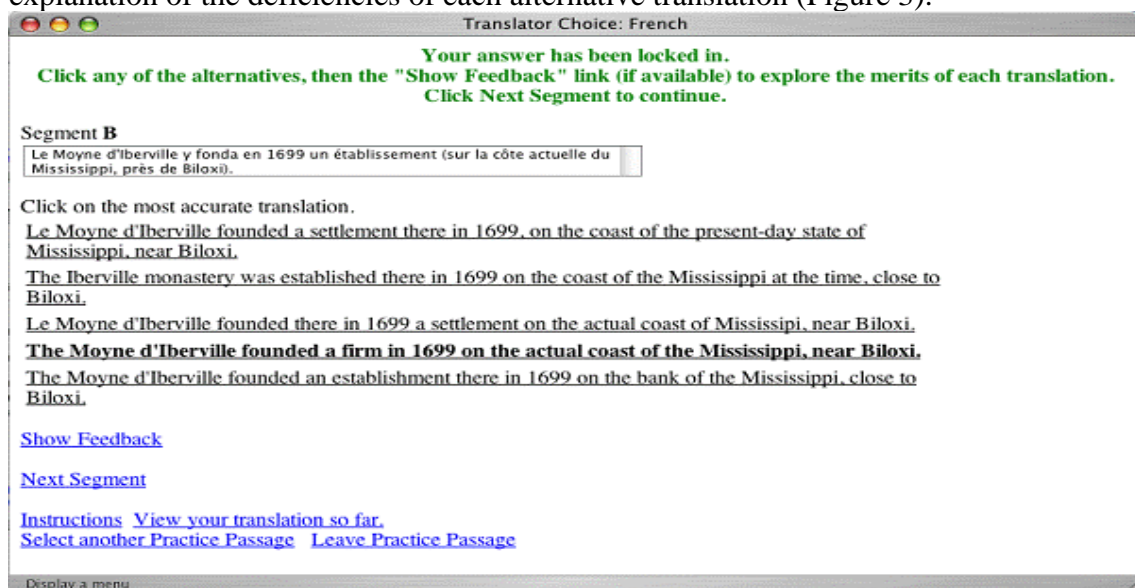 explanation of the deficiencies of each alternative translation (Figure 3).
Translator Choice: French
Your answer has been locked in.
Click any of the alternatives, then the "Show Feedback" link (if available) to explore the merits of each translation.
Click Next Segment to continue.
Segment B
Le Moyne d'Iberville y fonda en 1699 un établissement (sur la côte actuelle du
Mississippi, près de Biloxi).
Click on the most accurate translation.
Le Moyne d'Iberville founded a settlement there in 1699, on the coast of the present-day state of
Mississippi, near Biloxi.
The Iberville monastery was established there in 1699 on the coast of the Mississippi at the time, close to
Biloxi.
Le Moyne d'Iberville founded there in 1699 a settlement on the actual coast of Mississipi, near Biloxi.
The Moyne d'Iberville founded a firm in 1699 on the actual coast of the Mississippi, near Biloxi.
The Moyne d'Iberville founded an establishment there in 1699 on the bank of the Mississippi, close to
Biloxi.
Show Feedback
Next Segment
Instructions View your translation so far.
Select another Practice Passage Leave Practice Passage
Display a menu